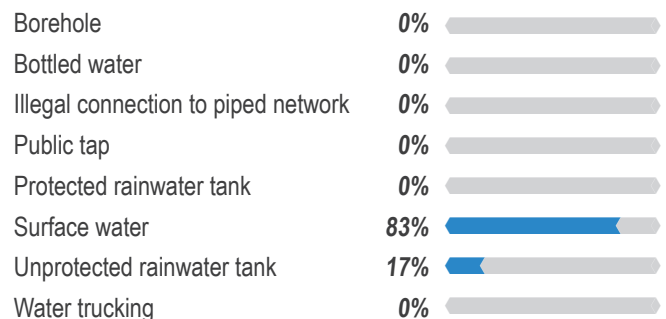 Borehole 0%
Bottled water 0%
Illegal connection to piped network 0%
Public tap 0%
Protected rainwater tank 0%
Surface water 83%
Unprotected rainwater tank 17%
Water trucking 0%